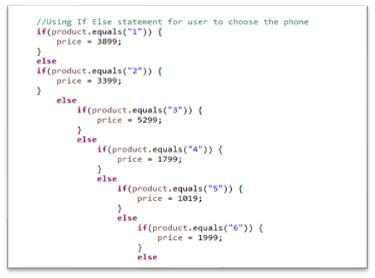 //Using If Else statement for user to choose the phone
if(product.equals("1")) {
price = 3899;
}
else
if(product.equals("2")) {
price = 3399;
}
else
if(product.equals("3")) {
price = 5299;
}
else
if(product.equals("4")) {
price = 1799;
}
else
if(product.equals("5")) {
price = 1019;
}
else
if(product.equals("6")) {
price = 1999;
}
else